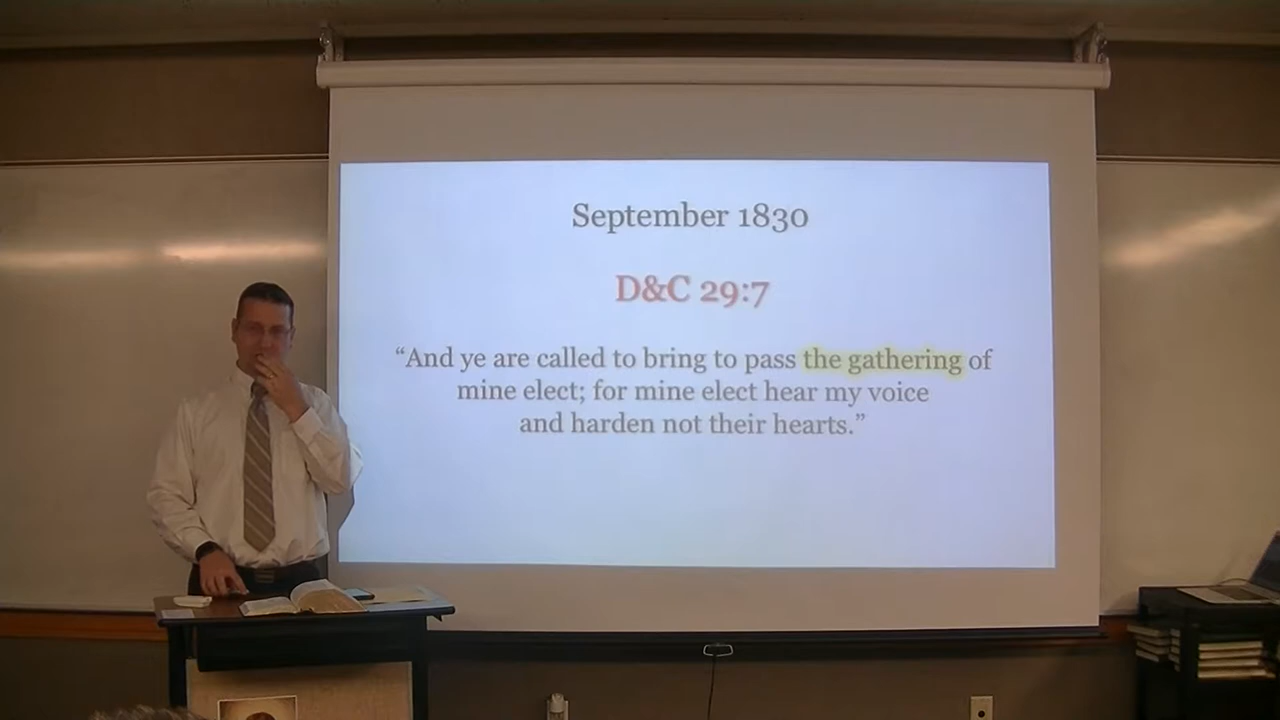 September 1830
D&C 29:7
“And ye are called to bring to pass the gathering of
mine elect; for mine elect hear my voice
and harden not their hearts.”